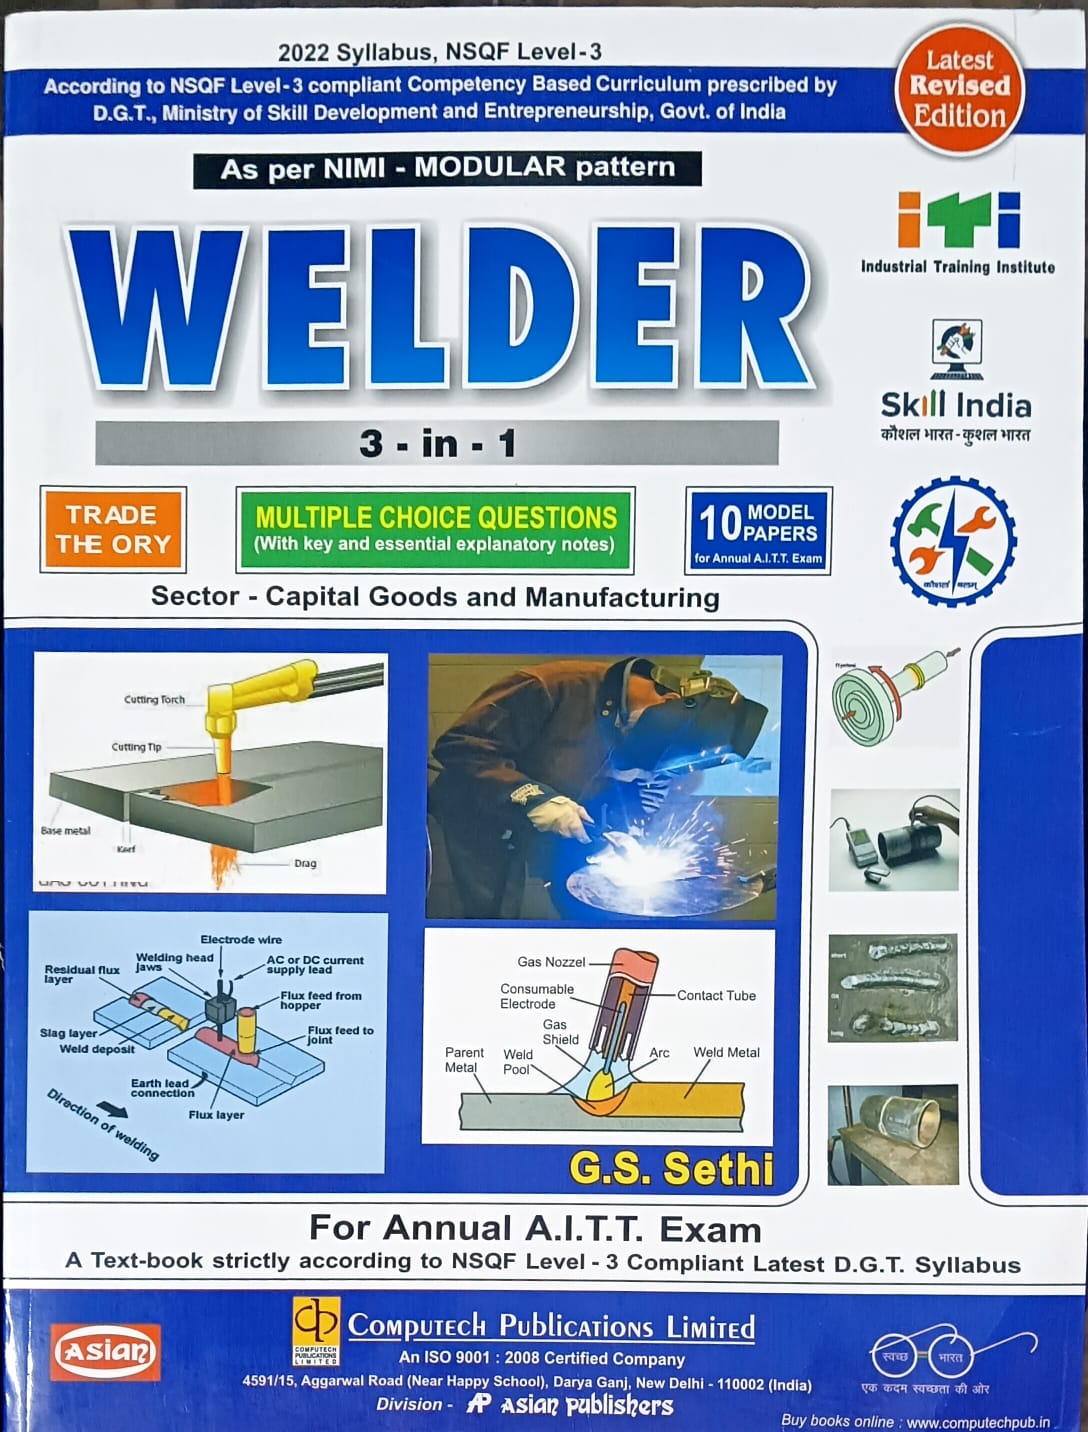 2022 Syllabus, NSQF Level-3
According to NSQF Level-3 compliant Competency Based Curriculum prescribed by
D.G.T., Ministry of Skill Development and Entrepreneurship, Govt. of India
Latest
Revised
Edition
As per NIMI - MODULAR pattern
iTi
Industrial Training Institute
WELDER
Skill India
कौशल भारत - कुशल भारत
3 - in - 1
TRADE
THE ORY
MULTIPLE CHOICE QUESTIONS
(With key and essential explanatory notes)
10 MODEL
PAPERS
for Annual A.I.T.T. Exam
Sector - Capital Goods and Manufacturing
Cutting Torch
Cutting Tip
Base metal
Kerf
Drag
GAS CUTTING
Electrode wire
Welding head
jaws
AC or DC current
supply lead
Residual flux
layer
Flux feed from
hopper
Slag layer
Weld deposit
Flux feed to
joint
Earth lead
connection
Flux layer
Direction of welding
Gas Nozzel
Consumable
Electrode
Contact Tube
Gas
Shield
Parent
Metal
Weld
Pool
Arc
Weld Metal
G.S. Sethi
For Annual A.I.T.T. Exam
A Text-book strictly according to NSQF Level - 3 Compliant Latest D.G.T. Syllabus
Asian
cp
COMPUTECH
PUBLICATIONS
LIMITED
Computech Publications Limited
An ISO 9001 : 2008 Certified Company
4591/15, Aggarwal Road (Near Happy School), Darya Ganj, New Delhi - 110002 (India)
Division - AP Asian Publishers
स्वच्छ भारत
एक कदम स्वच्छता की ओर
Buy books online : www.computechpub.in